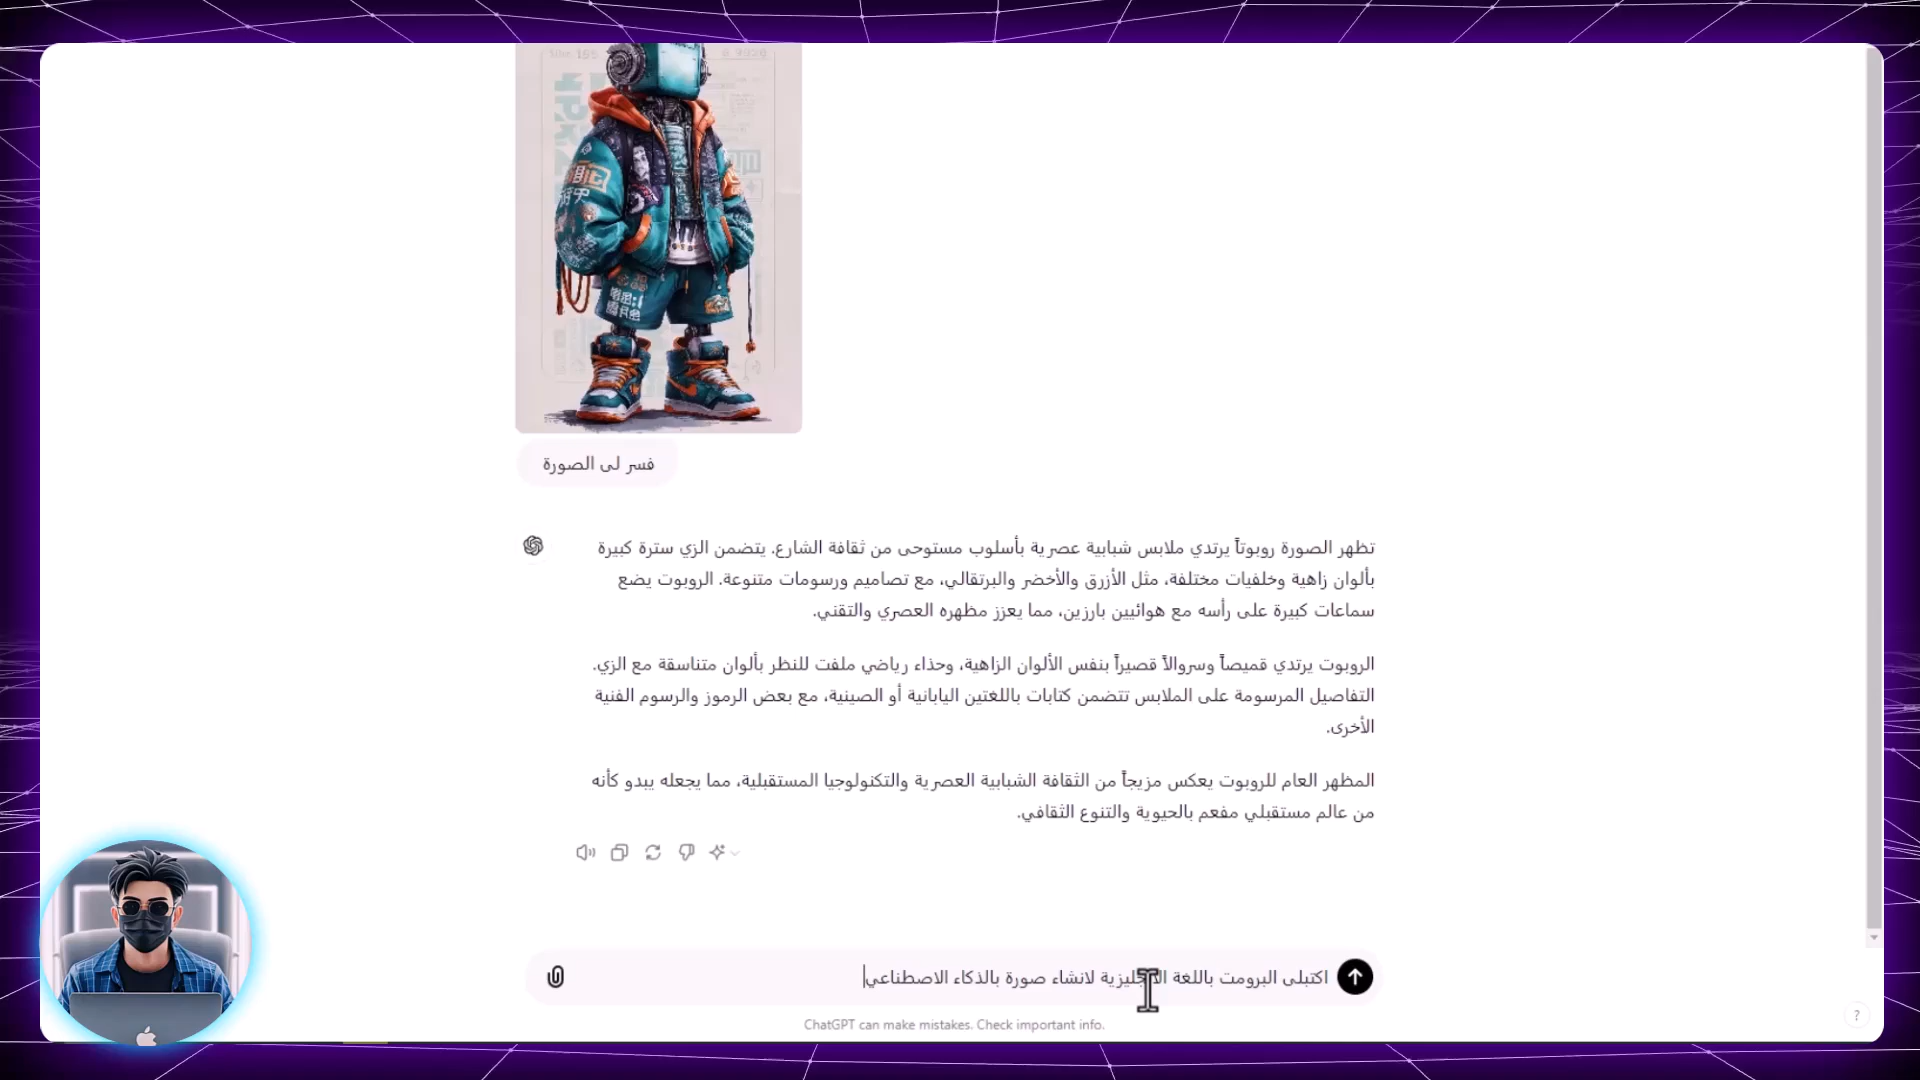 فسر لى الصورة
تظهر الصورة روبوتاً يرتدي ملابس شبابية عصرية بأسلوب مستوحى من ثقافة الشارع. يتضمن الزي سترة كبيرة
بألوان زاهية وخلفيات مختلفة، مثل الأزرق والأخضر والبرتقالي، مع تصاميم ورسومات متنوعة. الروبوت يضع
سماعات كبيرة على رأسه مع هوائيين بارزين، مما يعزز مظهره العصري والتقني.
الروبوت يرتدي قميصاً وسروالاً قصيراً بنفس الألوان الزاهية، وحذاء رياضي ملفت للنظر بألوان متناسقة مع الزي.
التفاصيل المرسومة على الملابس تتضمن كتابات باللغتين اليابانية أو الصينية، مع بعض الرموز والرسوم الفنية
الأخرى.
المظهر العام للروبوت يعكس مزيجاً من الثقافة الشبابية العصرية والتكنولوجيا المستقبلية، مما يجعله يبدو كأنه
من عالم مستقبلي مفعم بالحيوية والتنوع الثقافي.
اكتبلى البرومت باللغة الانجليزية لانشاء صورة بالذكاء الاصطناعي
ChatGPT can make mistakes. Check important info.
?